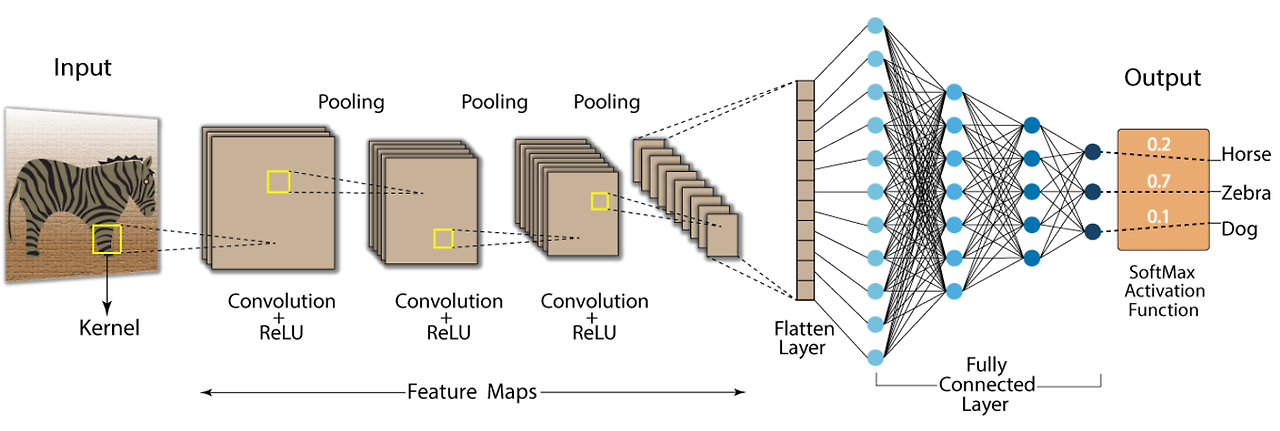 Input
Kernel
Pooling
Pooling
Pooling
Convolution
+
ReLU
Convolution
+
ReLU
Convolution
+
ReLU
Feature Maps
Flatten
Layer
Fully
Connected
Layer
Output
0.2
0.7
0.1
Horse
Zebra
Dog
SoftMax
Activation
Function